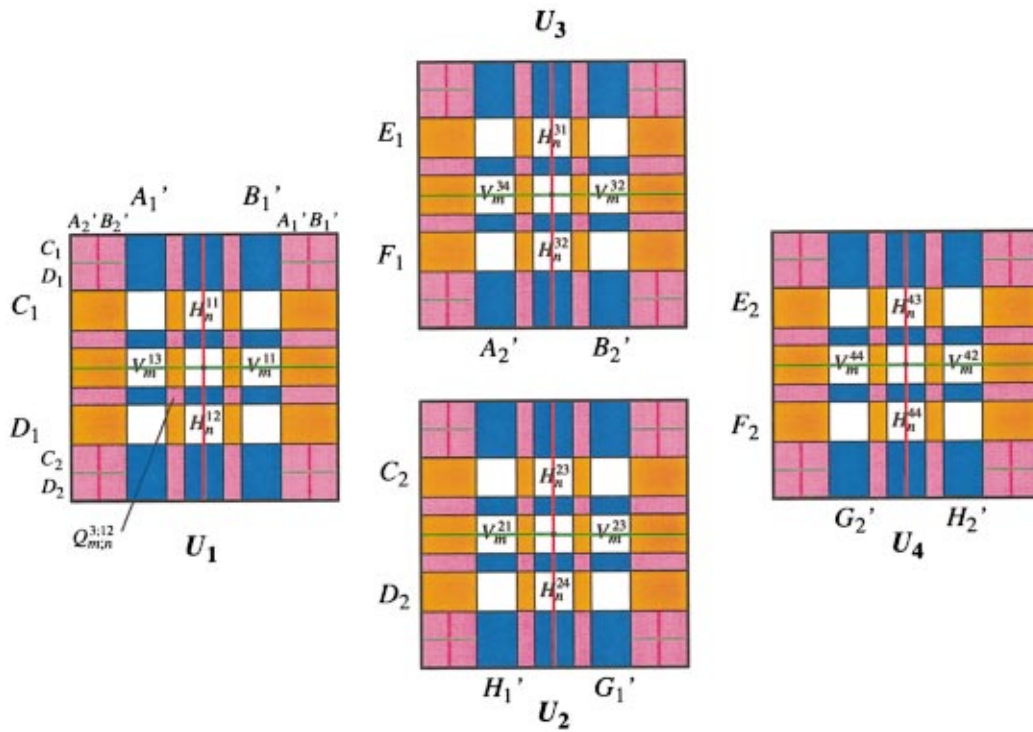 U₃
E₁
H_n^{31}
V_m^{34} V_m^{32}
F₁
H_n^{32}
A₂' B₂'
A₁' B₁'
A₂' B₂' A₁' B₁'
C₁
D₁
C₁
H_n^{11}
V_m^{13} V_m^{11}
D₁
H_n^{12}
C₂
D₂
Q_{m;n}^{3;12}
U₁
C₂
H_n^{23}
V_m^{21} V_m^{23}
D₂
H_n^{24}
H₁' G₁'
U₂
E₂
H_n^{43}
V_m^{44} V_m^{42}
F₂
H_n^{44}
G₂' H₂'
U₄